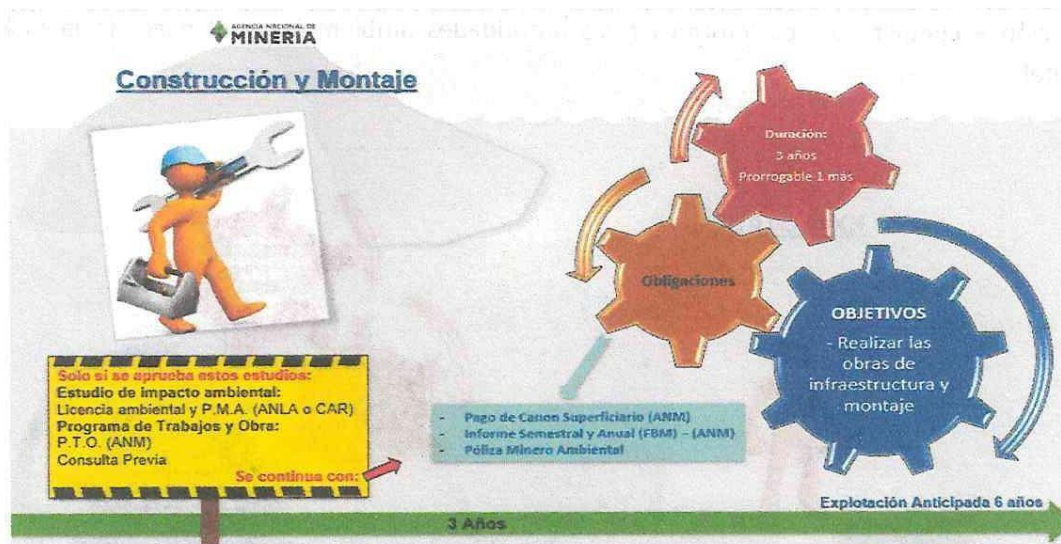 AGENCIA NACIONAL DE
MINERÍA
Construcción y Montaje
Duración:
3 años
Prorrogable 1 más
Obligaciones
OBJETIVOS
- Realizar las
obras de
infraestructura y
montaje
Solo si se aprueba estos estudios:
Estudio de impacto ambiental:
Licencia ambiental y P.M.A. (ANLA o CAR)
Programa de Trabajos y Obra:
P.T.O. (ANM)
Consulta Previa
Se continua con:
- Pago de Canon Superficiario (ANM)
- Informe Semestral y Anual (FBM) – (ANM)
- Póliza Minero Ambiental
Explotación Anticipada 6 años
3 Años